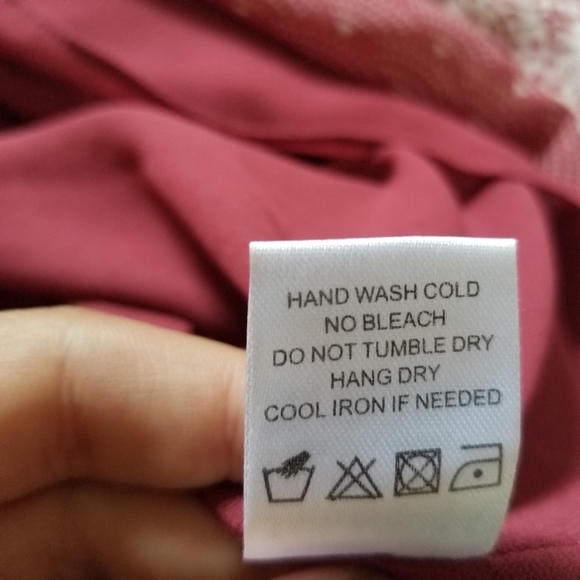 HAND WASH COLD
NO BLEACH
DO NOT TUMBLE DRY
HANG DRY
COOL IRON IF NEEDED